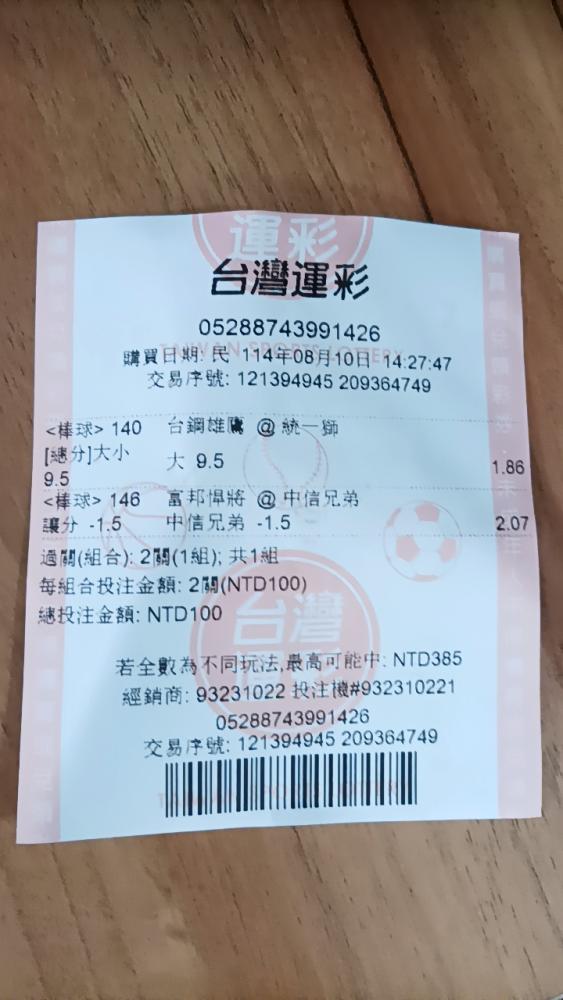 運彩
台灣運彩
TAIWAN SPORTS LOTTERY
05288743991426
購買日期: 民 114年08月10日 14:27:47
交易序號: 121394945 209364749
<棒球> 140 台鋼雄鷹 @ 統一獅
[總分]大小 大 9.5 1.86
9.5
<棒球> 146 富邦悍將 @ 中信兄弟
讓分 -1.5 中信兄弟 -1.5 2.07
過關(組合): 2關(1組); 共1組
每組合投注金額: 2關(NTD100)
總投注金額: NTD100
台灣
運彩
若全數為不同玩法,最高可能中: NTD385
經銷商: 93231022 投注機#932310221
05288743991426
交易序號: 121394945 209364749